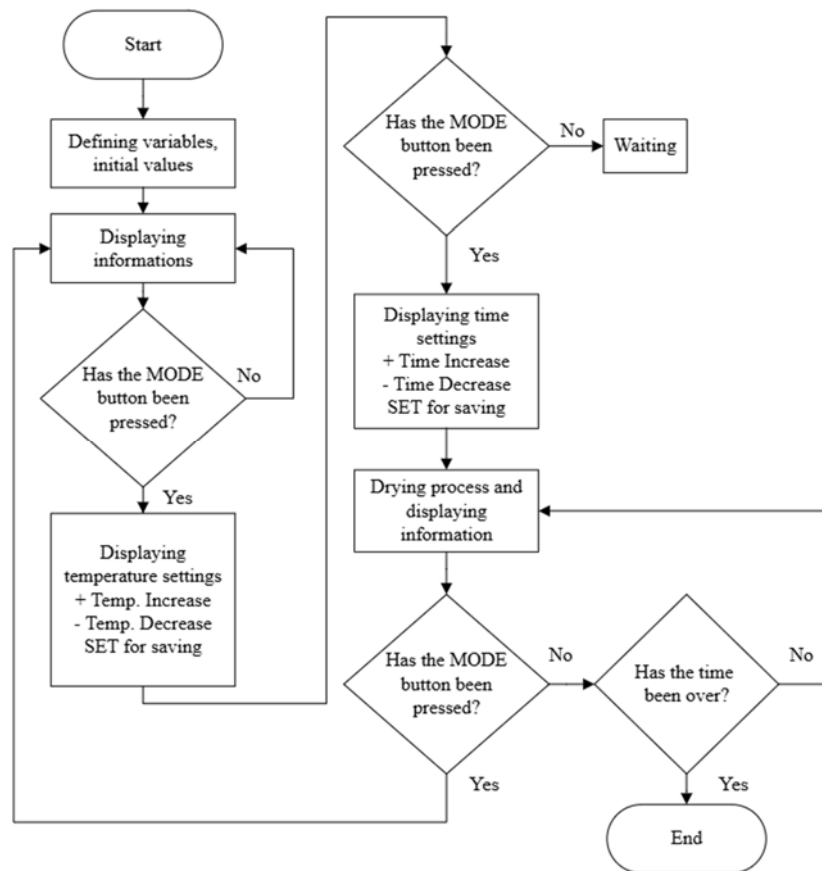 Start
Defining variables,
initial values
Displaying
informations
Has the MODE
button been
pressed?
No
Yes
Displaying
temperature settings
+ Temp. Increase
- Temp. Decrease
SET for saving
Has the MODE
button been
pressed?
No
Waiting
Yes
Displaying time
settings
+ Time Increase
- Time Decrease
SET for saving
Drying process and
displaying
information
Has the MODE
button been
pressed?
No
Yes
Has the time
been over?
No
Yes
End